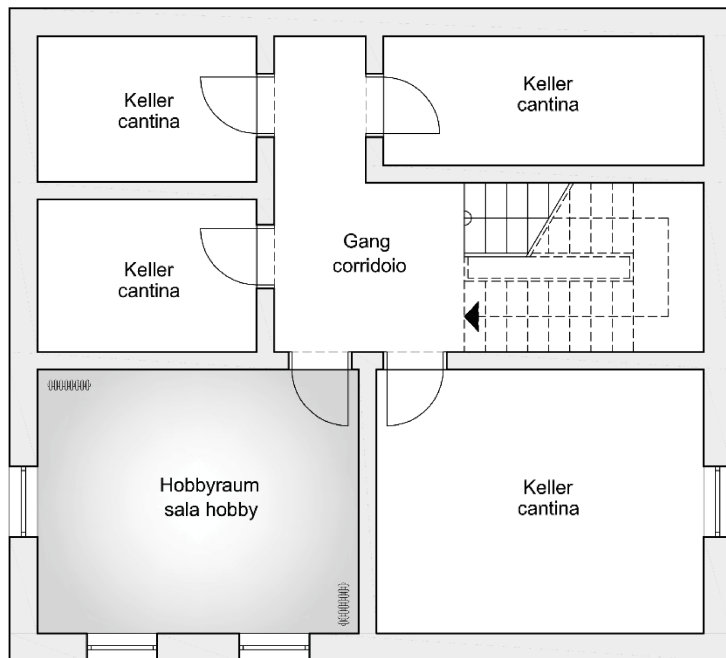 Keller
cantina
Keller
cantina
Keller
cantina
Gang
corridoio
Hobbyraum
sala hobby
Keller
cantina